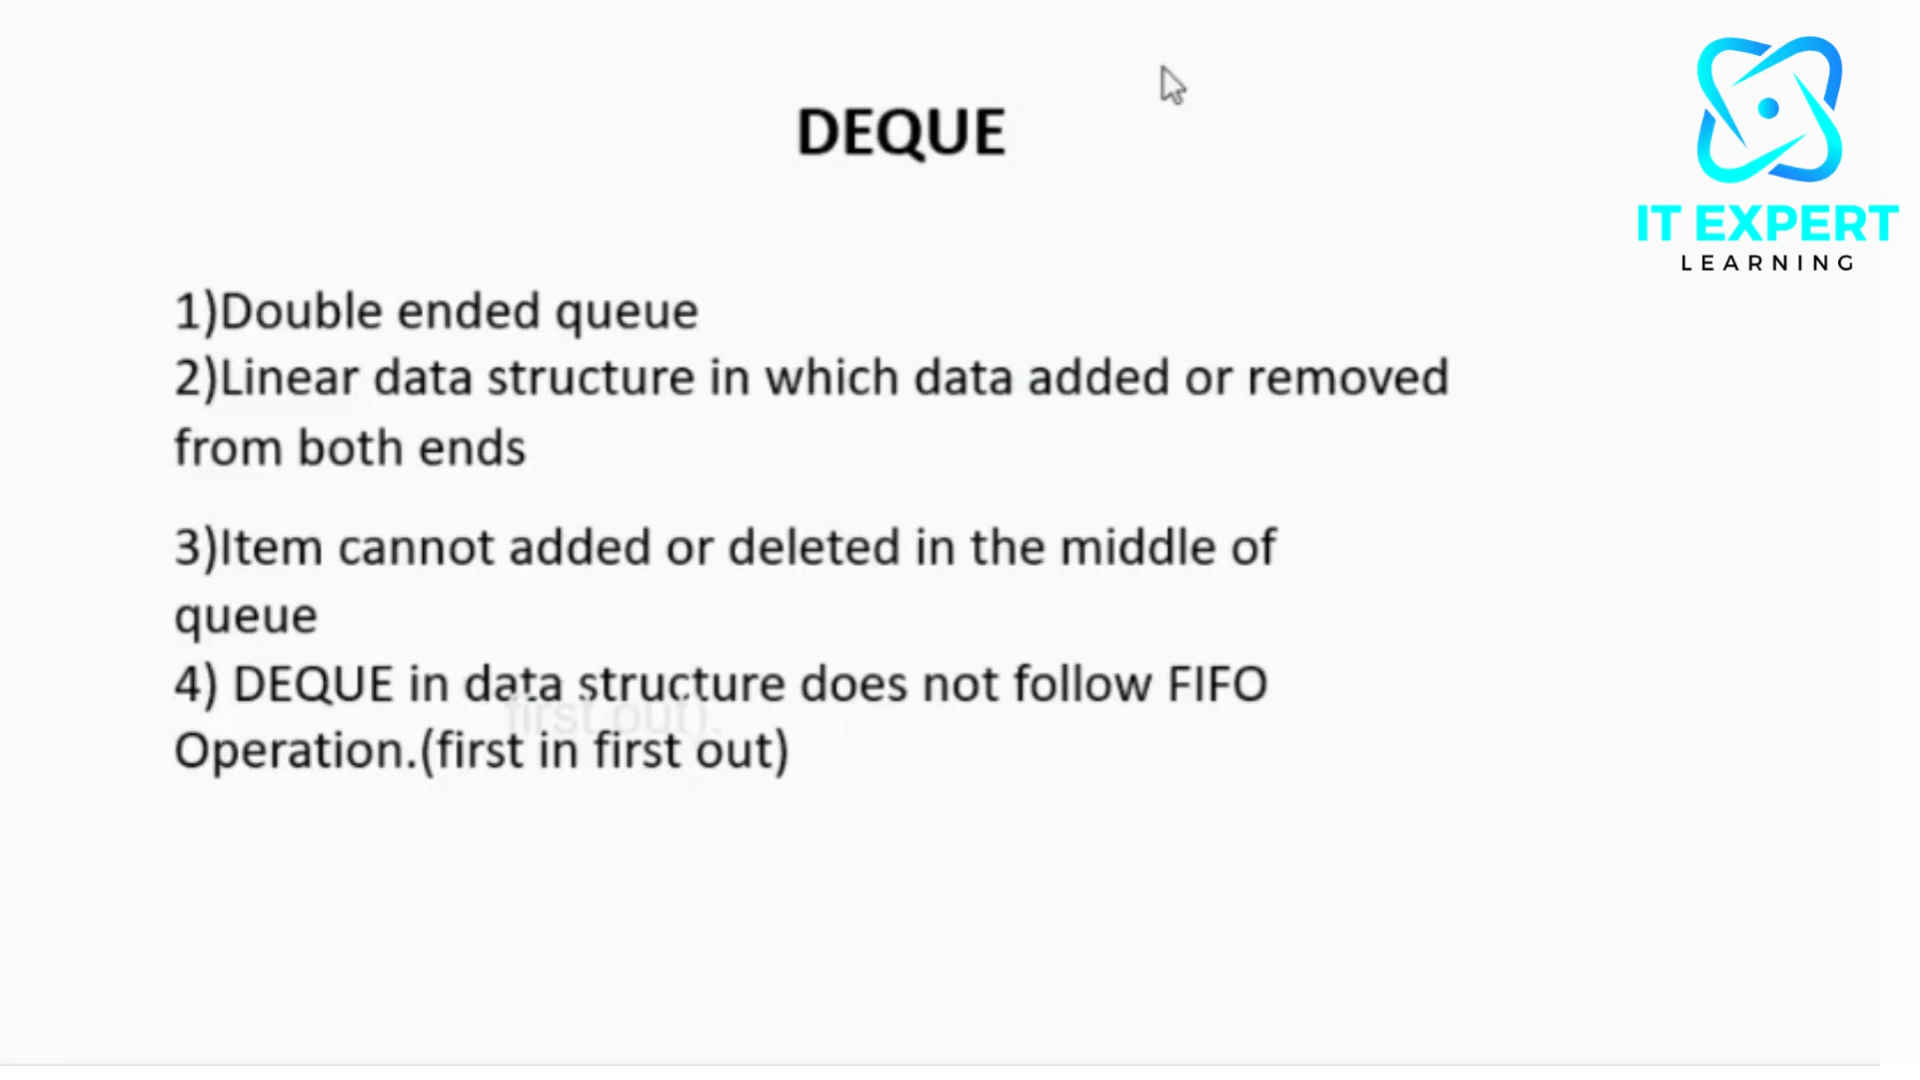 DEQUE
IT EXPERT
LEARNING
1)Double ended queue
2)Linear data structure in which data added or removed
from both ends
3)Item cannot added or deleted in the middle of
queue
4) DEQUE in data structure does not follow FIFO
first out).
Operation.(first in first out)